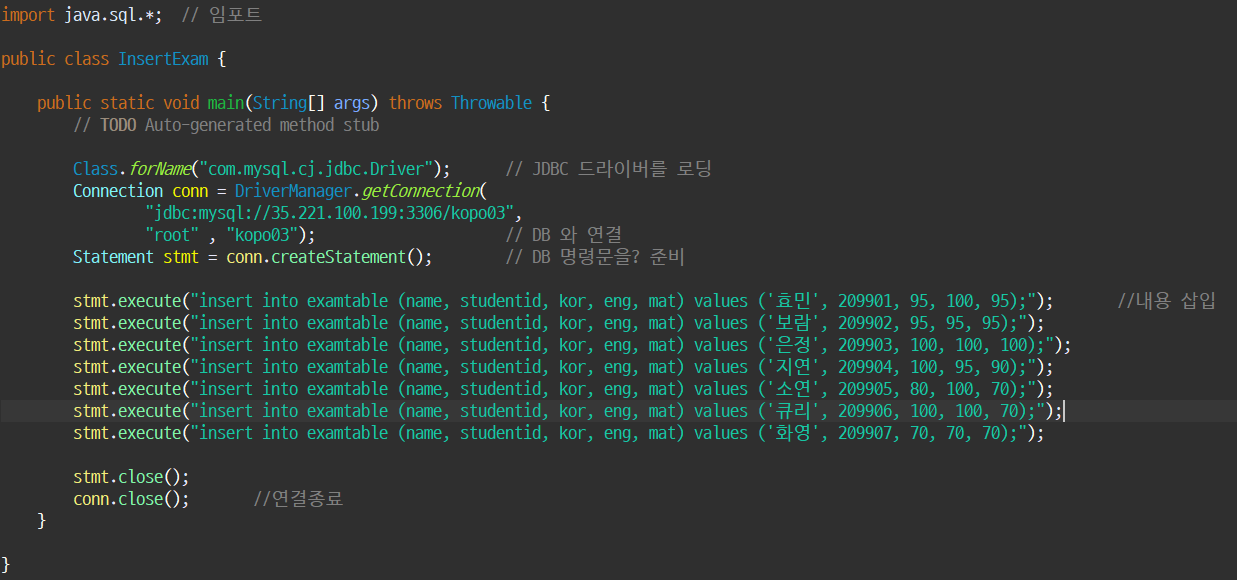 import java.sql.*;  // 임포트
public class InsertExam {
public static void main(String[] args) throws Throwable {
// TODO Auto-generated method stub
Class.forName("com.mysql.cj.jdbc.Driver");      // JDBC 드라이버를 로딩
Connection conn = DriverManager.getConnection(
"jdbc:mysql://35.221.100.199:3306/kopo03",
"root" , "kopo03");                     // DB 와 연결
Statement stmt = conn.createStatement();        // DB 명령문을? 준비
stmt.execute("insert into examtable (name, studentid, kor, eng, mat) values ('효민', 209901, 95, 100, 95);");       //내용 삽입
stmt.execute("insert into examtable (name, studentid, kor, eng, mat) values ('보람', 209902, 95, 95, 95);");
stmt.execute("insert into examtable (name, studentid, kor, eng, mat) values ('은정', 209903, 100, 100, 100);");
stmt.execute("insert into examtable (name, studentid, kor, eng, mat) values ('지연', 209904, 100, 95, 90);");
stmt.execute("insert into examtable (name, studentid, kor, eng, mat) values ('소연', 209905, 80, 100, 70);");
stmt.execute("insert into examtable (name, studentid, kor, eng, mat) values ('큐리', 209906, 100, 100, 70);");
stmt.execute("insert into examtable (name, studentid, kor, eng, mat) values ('화영', 209907, 70, 70, 70);");
stmt.close();
conn.close();       //연결종료
}
}